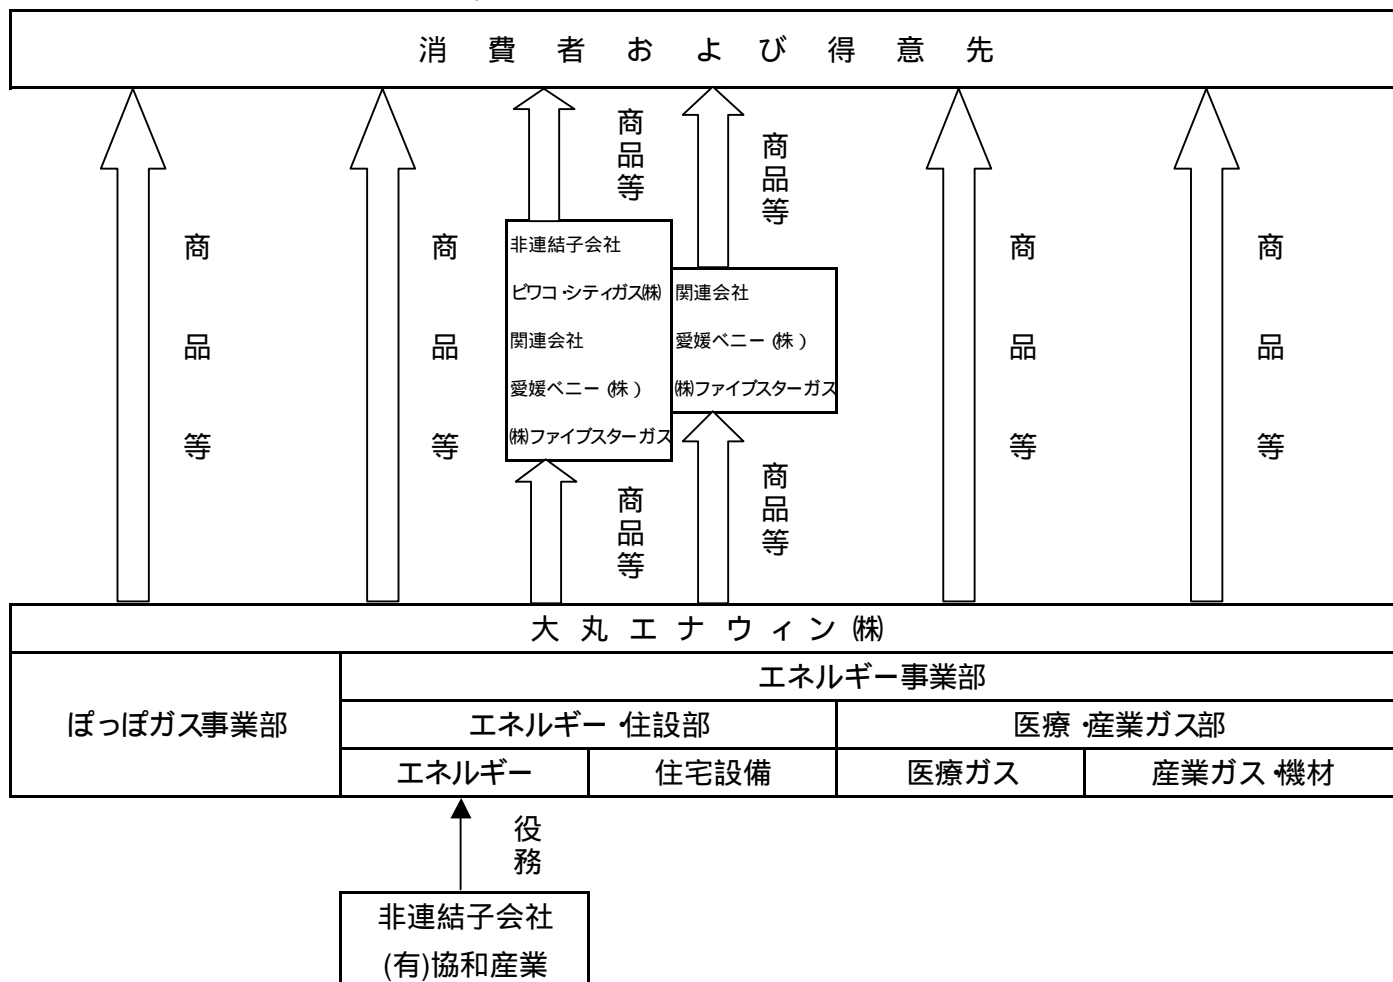 消費者および得意先
商品等
商品等
商品等
商品等
商品等
商品等
非連結子会社
ビワコ・シティガス㈱
関連会社
愛媛ベニー(株)
㈱ファイブスターガス
関連会社
愛媛ベニー(株)
㈱ファイブスターガス
商品等
商品等
大丸エナウィン㈱
ぽっぽガス事業部
エネルギー事業部
エネルギー・住設部
医療・産業ガス部
エネルギー
住宅設備
医療ガス
産業ガス・機材
役務
非連結子会社
(有)協和産業